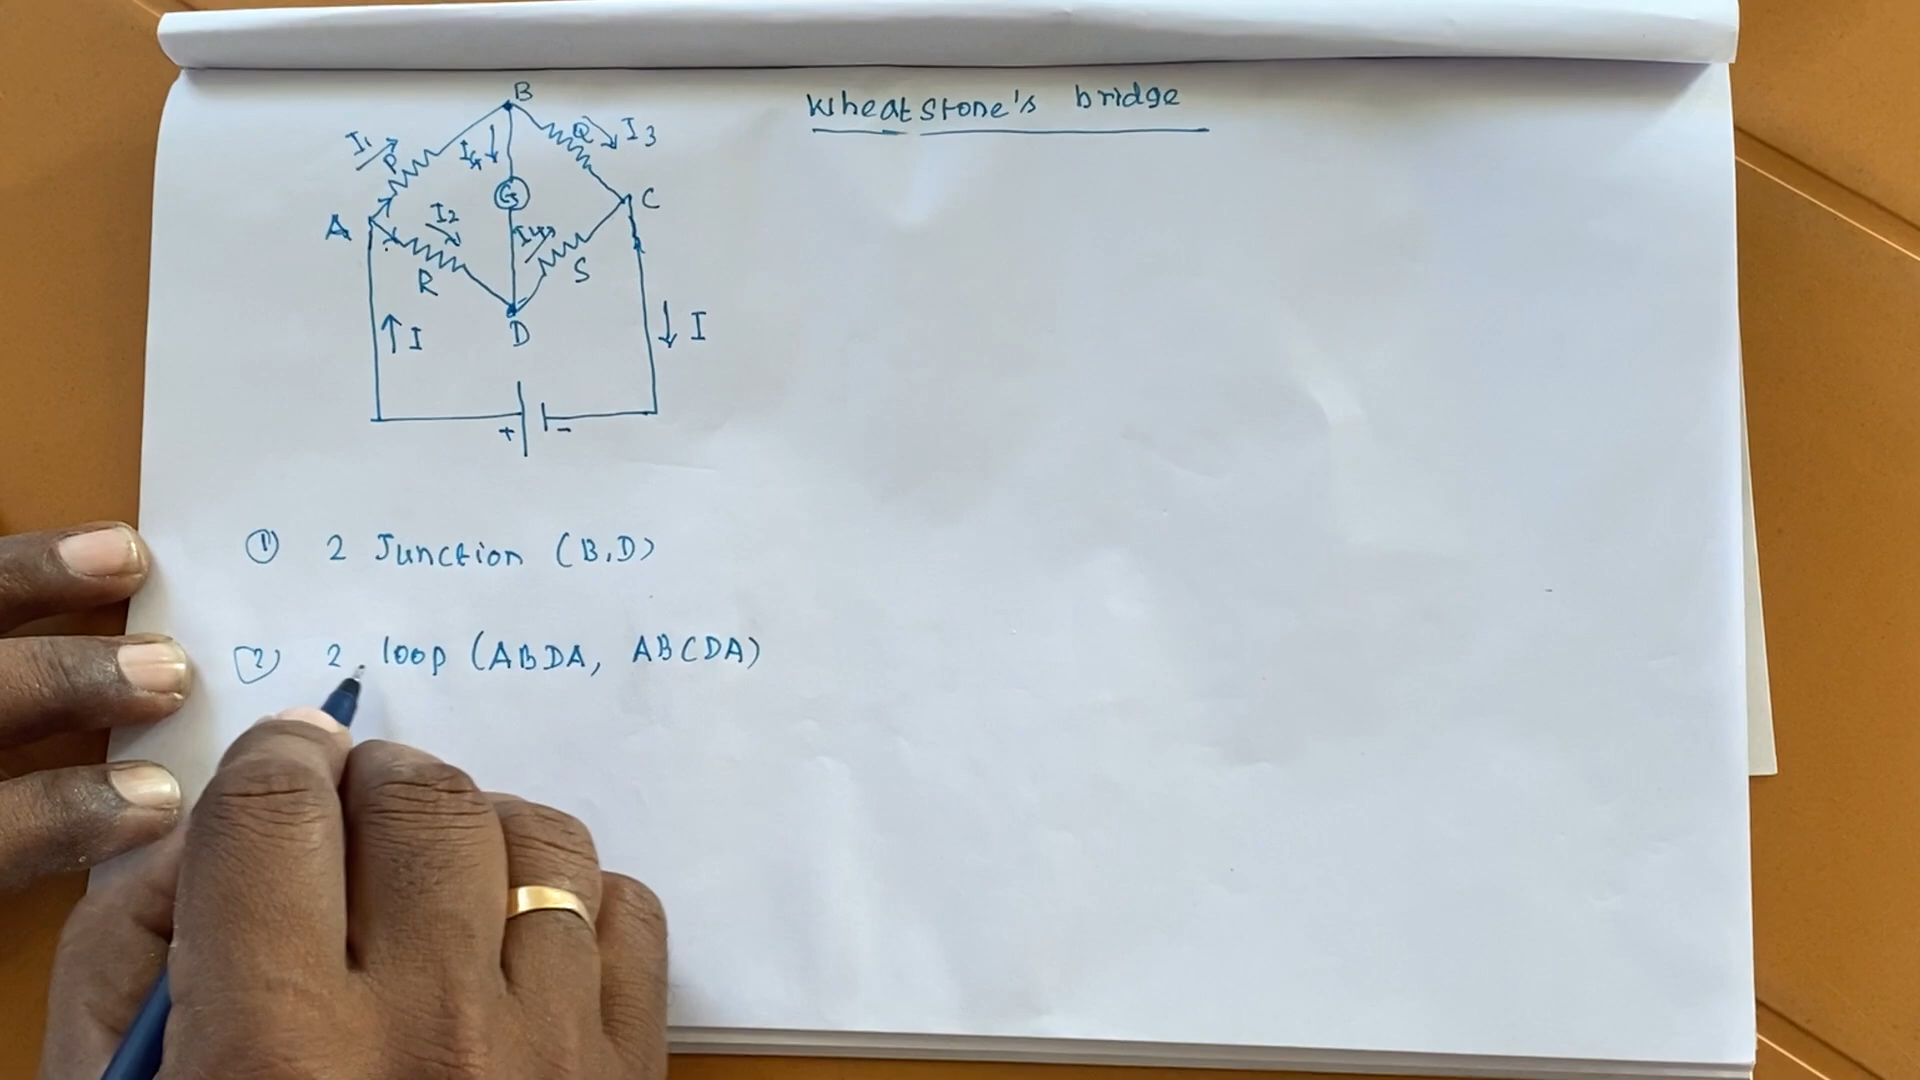 Wheatstone's bridge
B
I1
P
IG
Q
I3
G
A
I2
C
I4
R
S
D
I
I
+
-
① 2 Junction (B,D)
② 2 loop (ABDA, ABCDA)